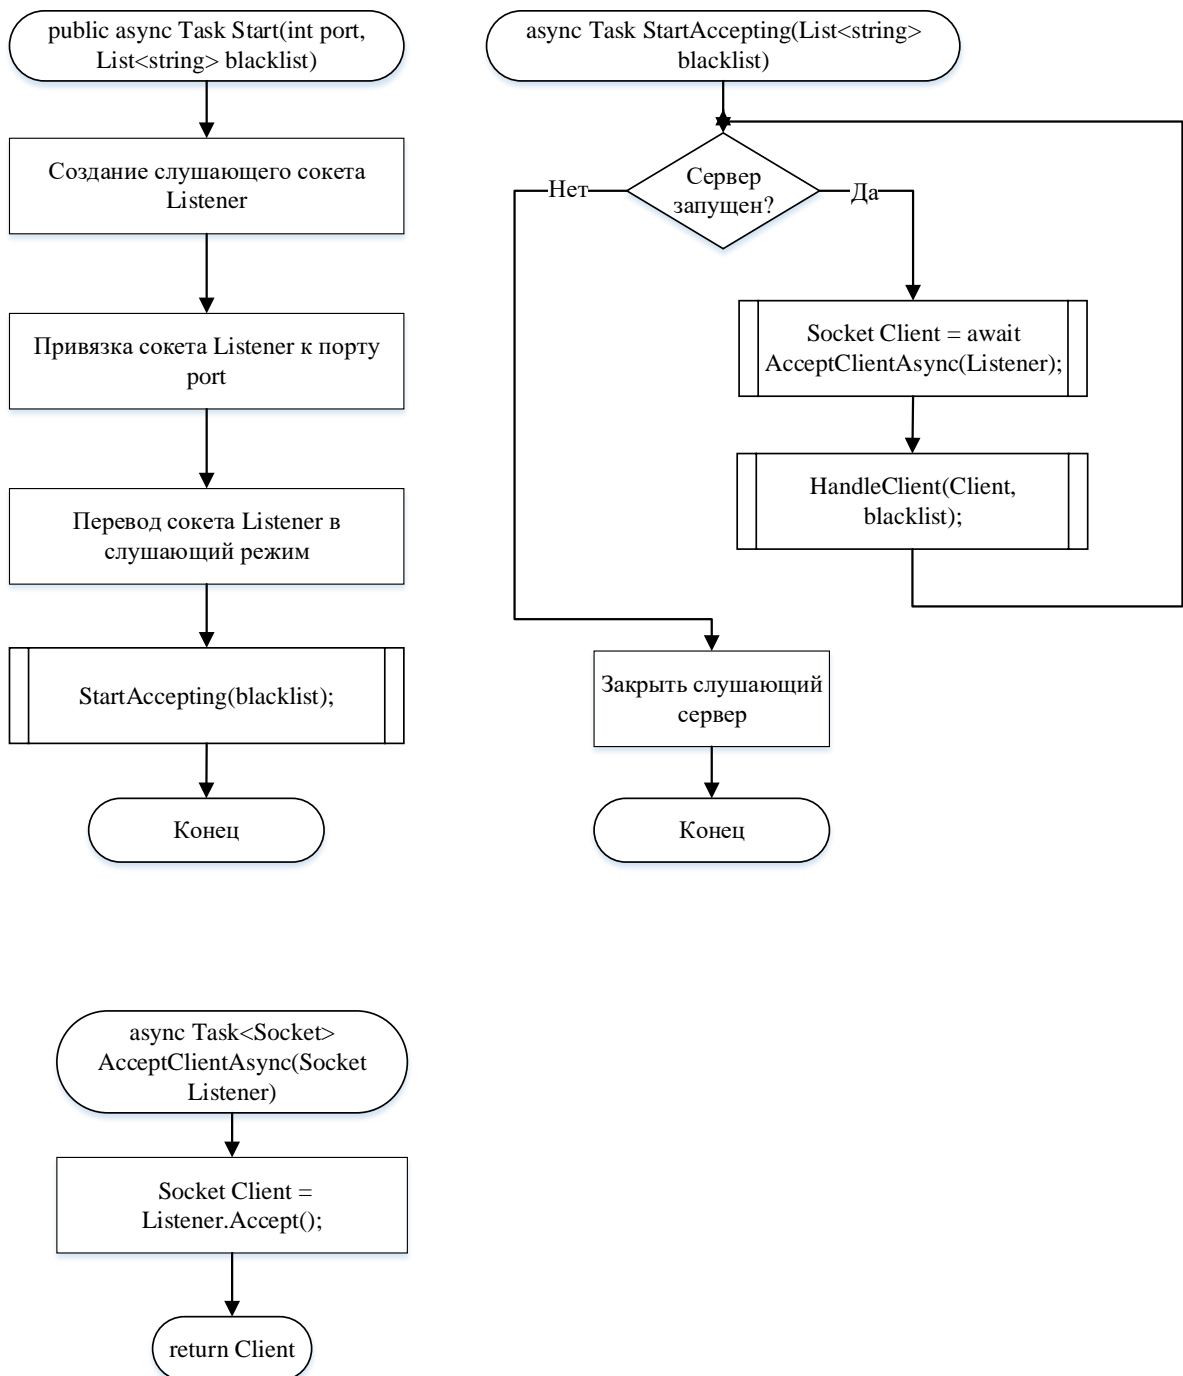 public async Task Start(int port,
List<string> blacklist)
Создание слушающего сокета
Listener
Привязка сокета Listener к порту
port
Перевод сокета Listener в
слушающий режим
StartAccepting(blacklist);
Конец
async Task StartAccepting(List<string>
blacklist)
Сервер
запущен?
Нет
Да
Socket Client = await
AcceptClientAsync(Listener);
HandleClient(Client,
blacklist);
Закрыть слушающий
сервер
Конец
async Task<Socket>
AcceptClientAsync(Socket
Listener)
Socket Client =
Listener.Accept();
return Client